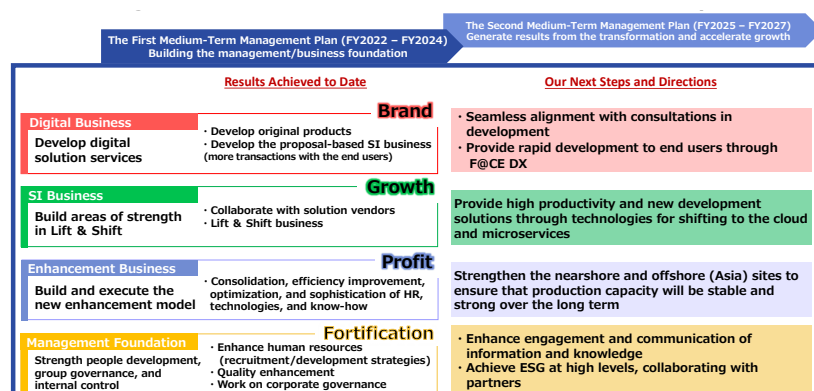 The First Medium-Term Management Plan (FY2022 – FY2024)
Building the management/business foundation
The Second Medium-Term Management Plan (FY2025 – FY2027)
Generate results from the transformation and accelerate growth
Results Achieved to Date
Our Next Steps and Directions
Brand
Digital Business
Develop digital
solution services
・Develop original products
・Develop the proposal-based SI business
(more transactions with the end users)
・Seamless alignment with consultations in
development
・Provide rapid development to end users through
F@CE DX
Growth
SI Business
Build areas of strength
in Lift & Shift
・Collaborate with solution vendors
・Lift & Shift business
Provide high productivity and new development
solutions through technologies for shifting to the cloud
and microservices
Profit
Enhancement Business
Build and execute the
new enhancement model
・Consolidation, efficiency improvement,
optimization, and sophistication of HR,
technologies, and know-how
Strengthen the nearshore and offshore (Asia) sites to
ensure that production capacity will be stable and
strong over the long term
Fortification
Management Foundation
Strength people development,
group governance, and
internal control
・Enhance human resources
(recruitment/development strategies)
・Quality enhancement
・Work on corporate governance
・Enhance engagement and communication of
information and knowledge
・Achieve ESG at high levels, collaborating with
partners